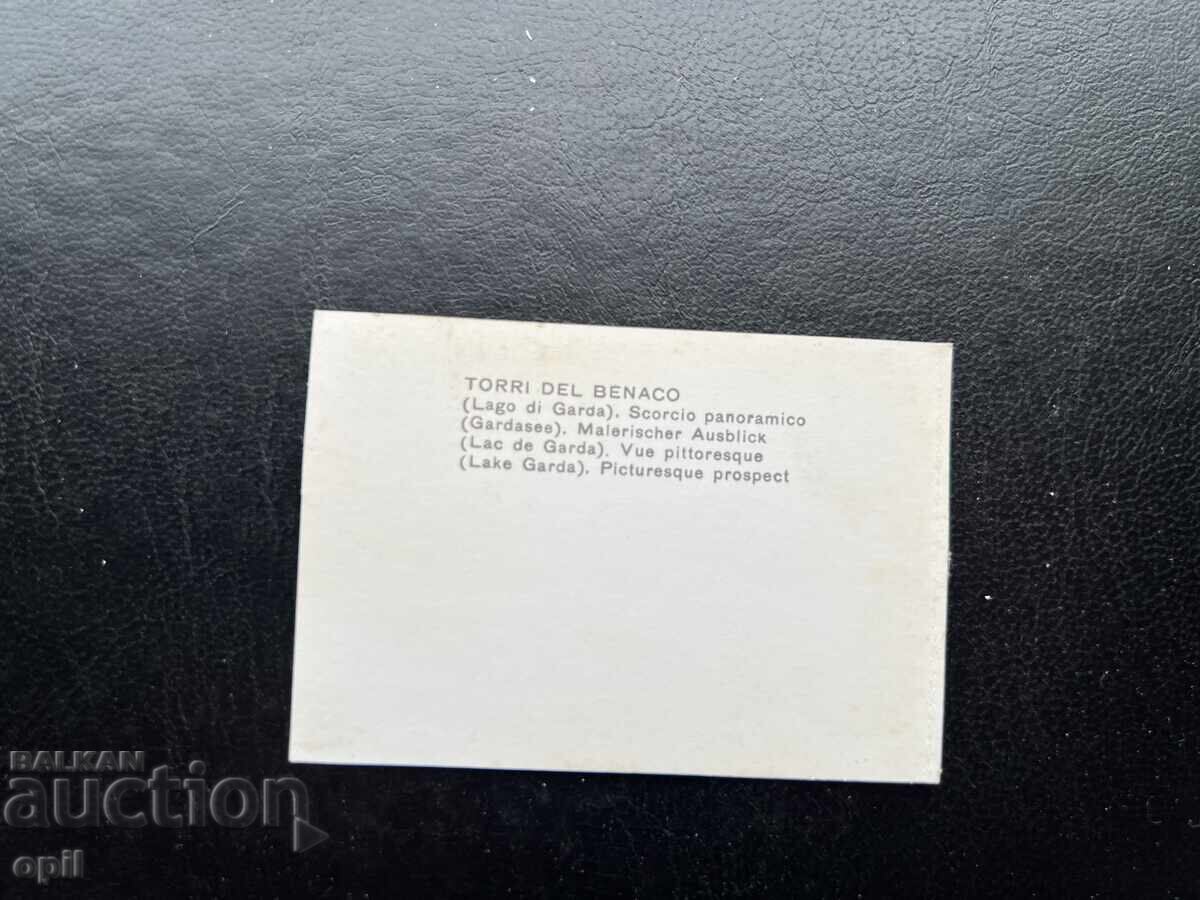 TORRI DEL BENACO
(Lago di Garda). Scorcio panoramico
(Gardasee). Malerischer Ausblick
(Lac de Garda). Vue pittoresque
(Lake Garda). Picturesque prospect
BALKAN
auction
opil